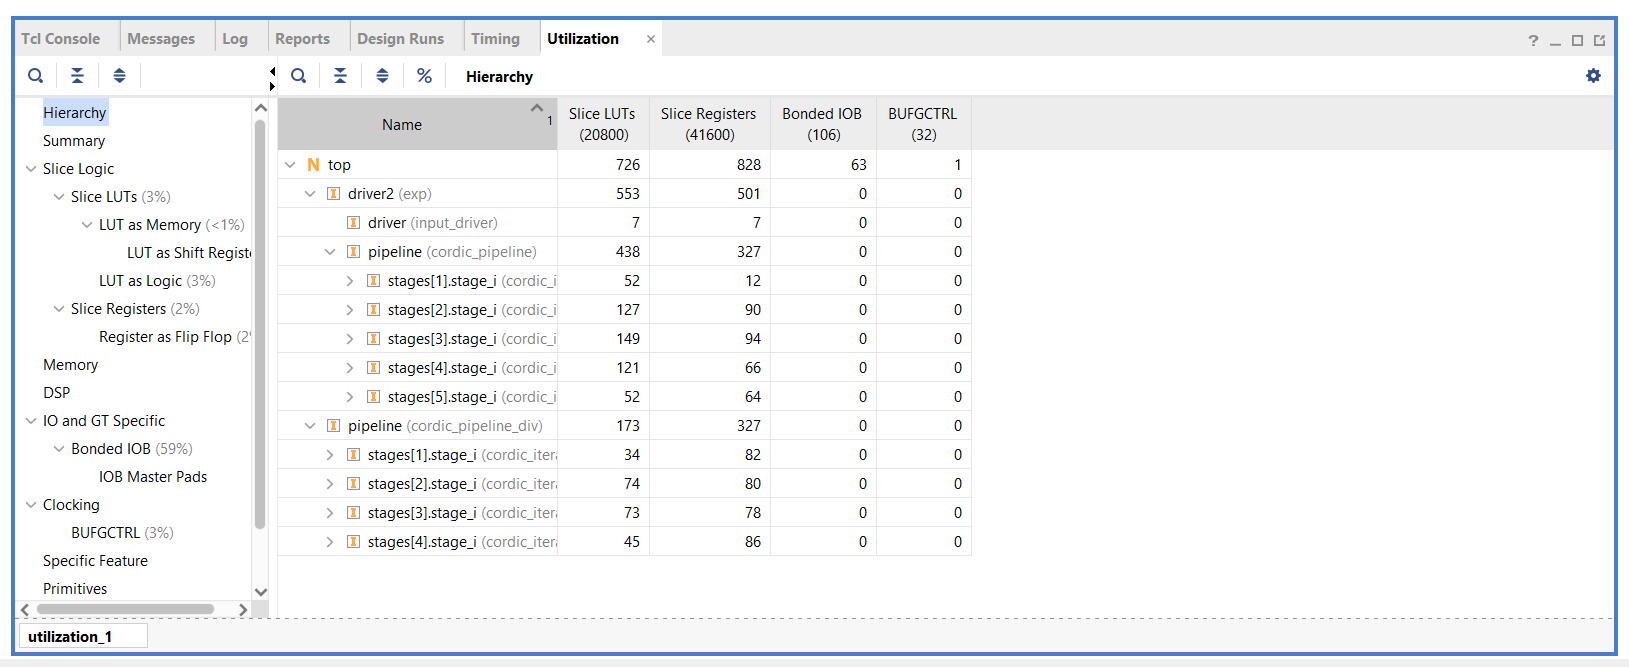 Tcl Console Messages Log Reports Design Runs Timing Utilization × ? _
% Hierarchy
Hierarchy
Summary
Slice Logic
Slice LUTs (3%)
LUT as Memory (<1%)
LUT as Shift Registe
LUT as Logic (3%)
Slice Registers (2%)
Register as Flip Flop (2%
Memory
DSP
IO and GT Specific
Bonded IOB (59%)
IOB Master Pads
Clocking
BUFGCTRL (3%)
Specific Feature
Primitives
Name 1 Slice LUTs (20800) Slice Registers (41600) Bonded IOB (106) BUFGCTRL (32)
N top 726 828 63 1
I driver2 (exp) 553 501 0 0
I driver (input_driver) 7 7 0 0
I pipeline (cordic_pipeline) 438 327 0 0
I stages[1].stage_i (cordic_i 52 12 0 0
I stages[2].stage_i (cordic_i 127 90 0 0
I stages[3].stage_i (cordic_i 149 94 0 0
I stages[4].stage_i (cordic_i 121 66 0 0
I stages[5].stage_i (cordic_i 52 64 0 0
I pipeline (cordic_pipeline_div) 173 327 0 0
I stages[1].stage_i (cordic_itera 34 82 0 0
I stages[2].stage_i (cordic_itera 74 80 0 0
I stages[3].stage_i (cordic_itera 73 78 0 0
I stages[4].stage_i (cordic_itera 45 86 0 0
utilization_1